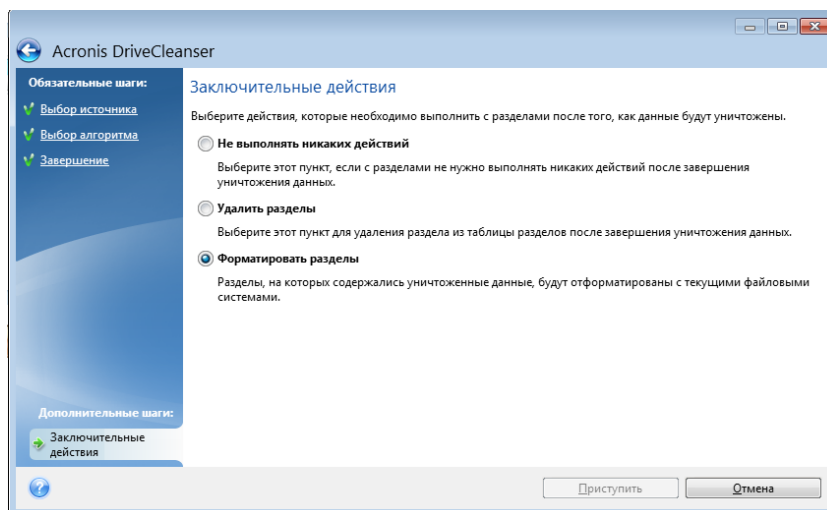 Acronis DriveCleanser
Обязательные шаги:
Выбор источника
Выбор алгоритма
Завершение
Заключительные действия
Выберите действия, которые необходимо выполнить с разделами после того, как данные будут уничтожены.
Не выполнять никаких действий
Выберите этот пункт, если с разделами не нужно выполнять никаких действий после завершения
уничтожения данных.
Удалить разделы
Выберите этот пункт для удаления раздела из таблицы разделов после завершения уничтожения данных.
Форматировать разделы
Разделы, на которых содержались уничтоженные данные, будут отформатированы с текущими файловыми
системами.
Дополнительные шаги:
Заключительные
действия
Приступить
Отмена